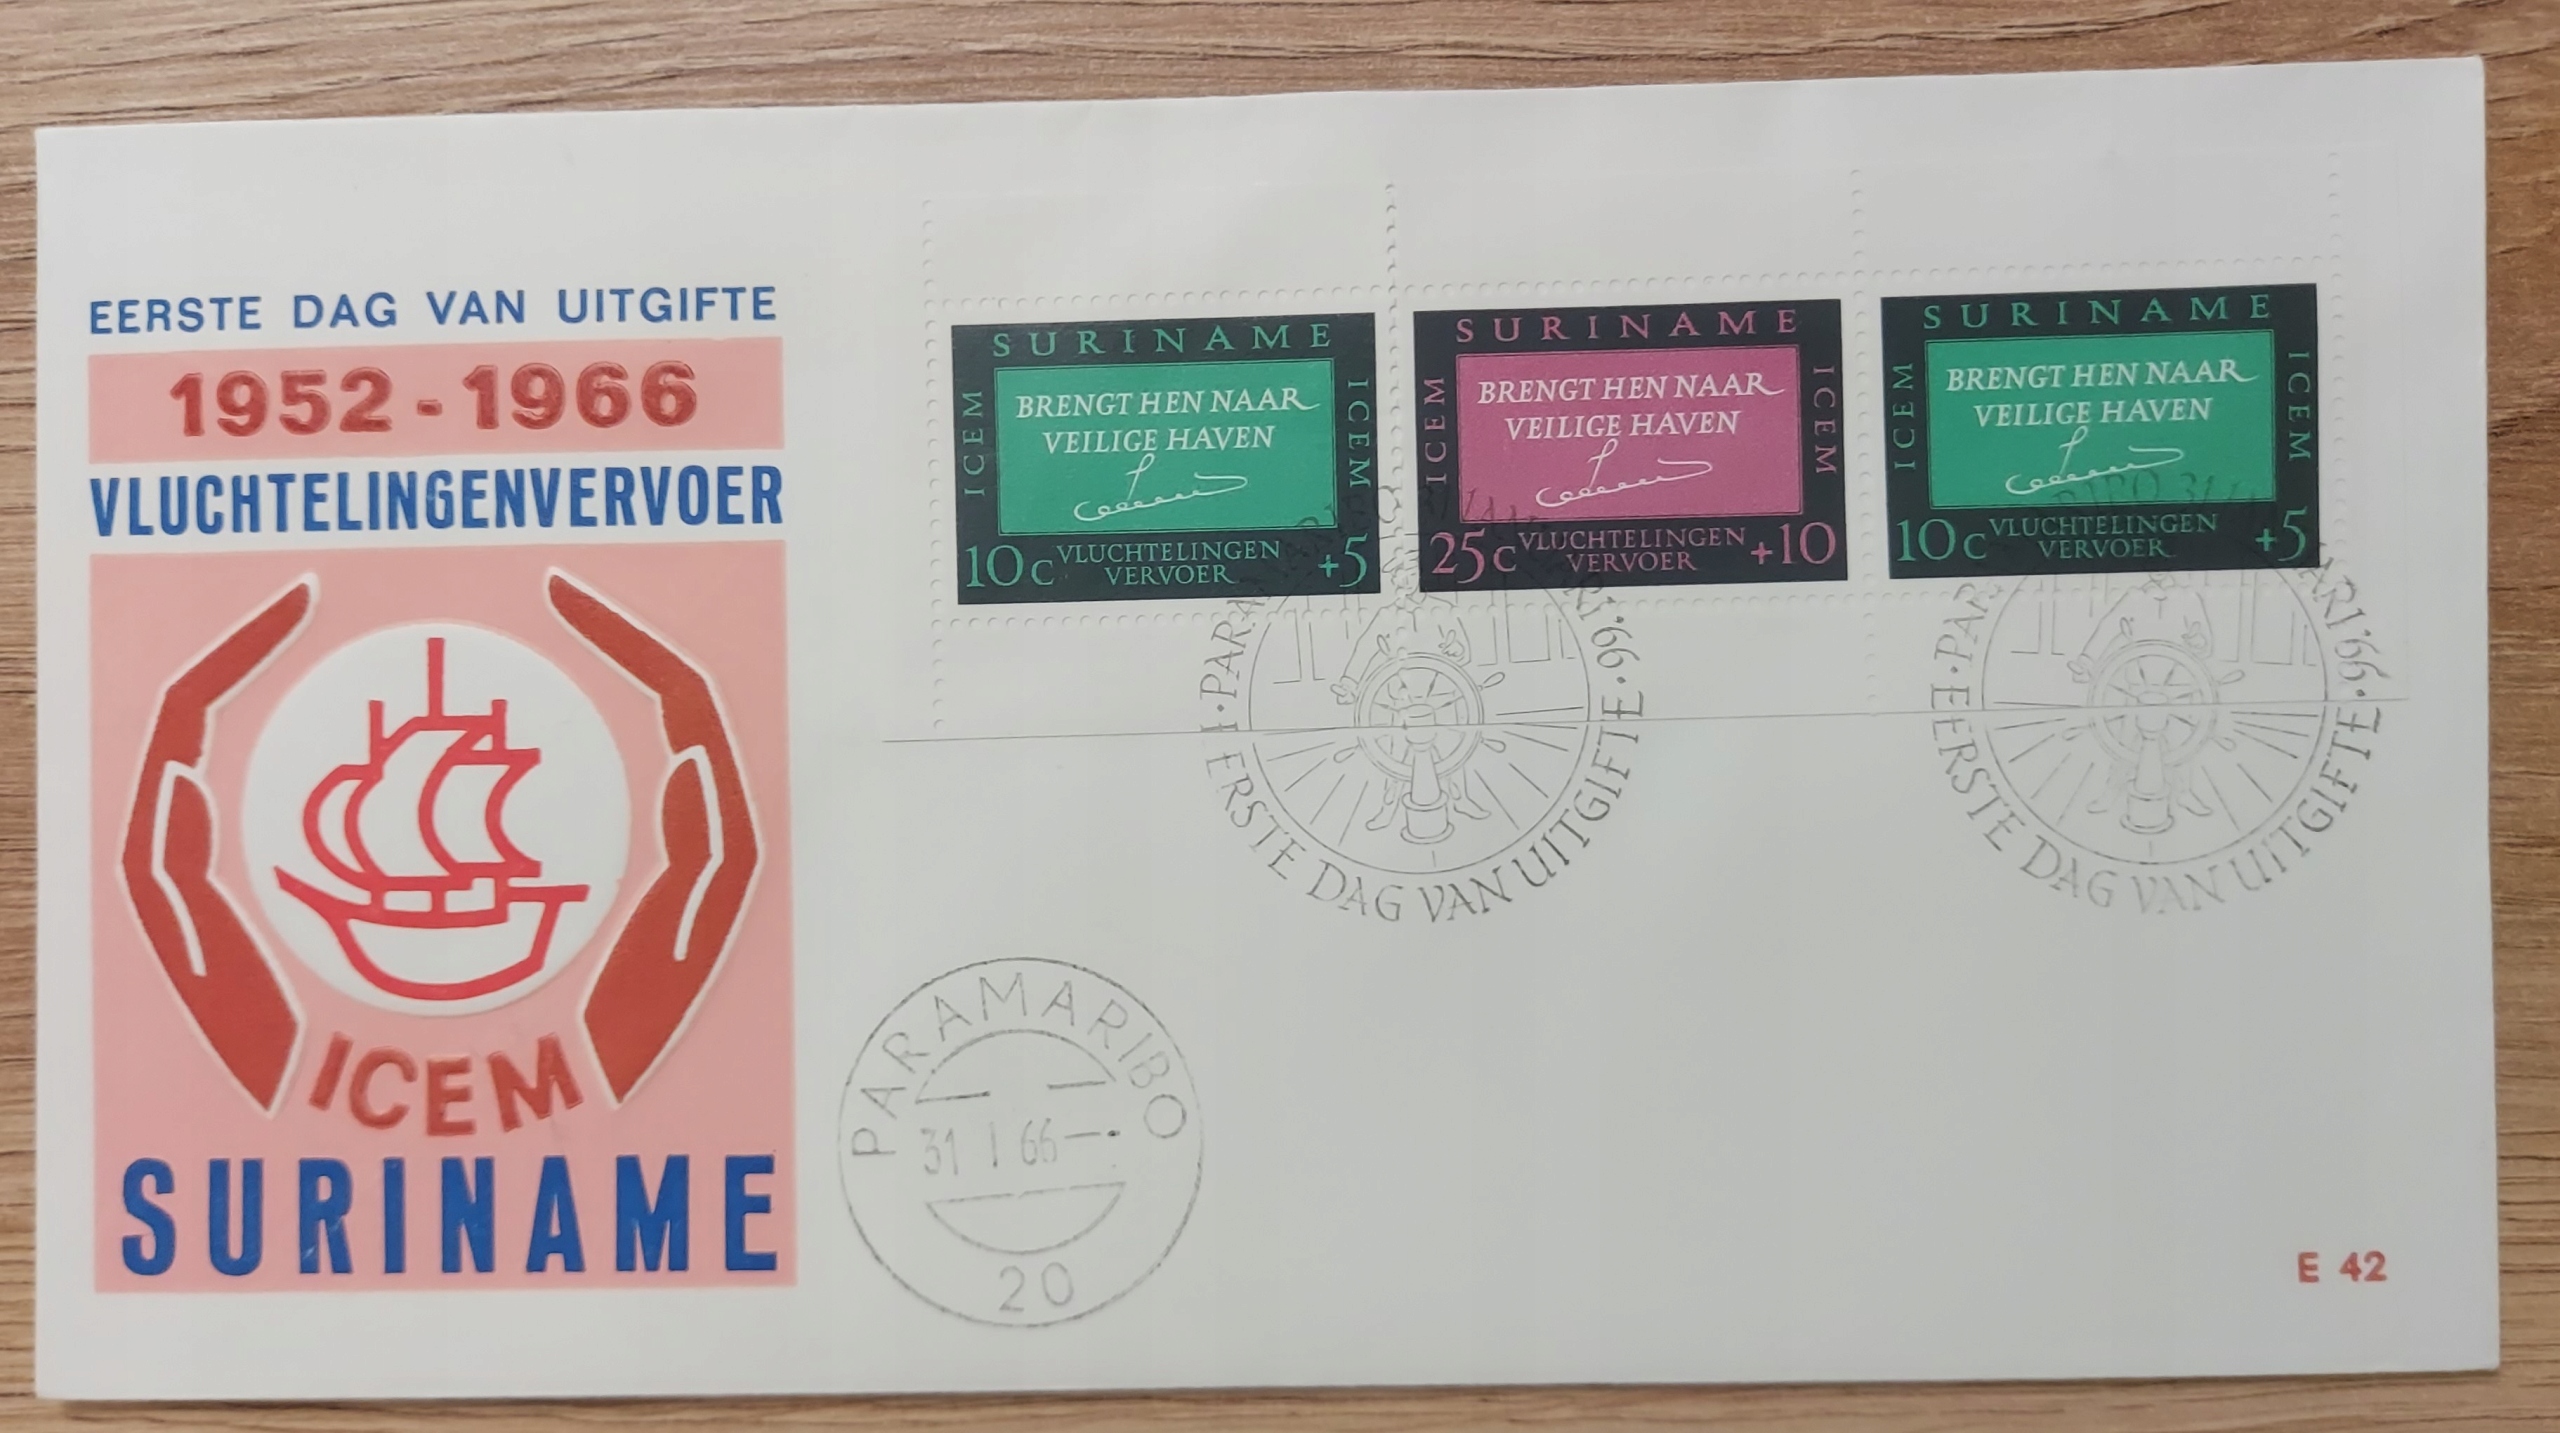 EERSTE DAG VAN UITGIFTE
1952-1966
VLUCHTELINGENVERVOER
ICEM
SURINAME
SURINAME
ICEM
BRENGT HEN NAAR
VEILIGE HAVEN
ICEM
10c VLUCHTELINGEN
VERVOER +5
SURINAME
ICEM
BRENGT HEN NAAR
VEILIGE HAVEN
ICEM
25c VLUCHTELINGEN
VERVOER +10
SURINAME
ICEM
BRENGT HEN NAAR
VEILIGE HAVEN
ICEM
10c VLUCHTELINGEN
VERVOER +5
EERSTE DAG VAN UITGIFTE
EERSTE DAG VAN UITGIFTE
PARAMARIBO
31 I 66
20
E 42